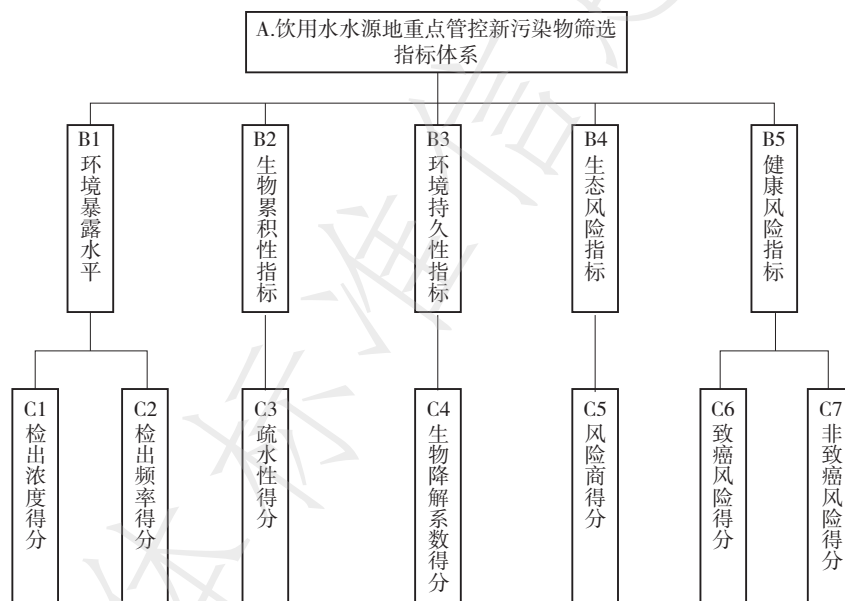 A.饮用水水源地重点管控新污染物筛选
指标体系
B1
环境暴露水平
B2
生物累积性指标
B3
环境持久性指标
B4
生态风险指标
B5
健康风险指标
C1
检出浓度得分
C2
检出频率得分
C3
疏水性得分
C4
生物降解系数得分
C5
风险商得分
C6
致癌风险得分
C7
非致癌风险得分